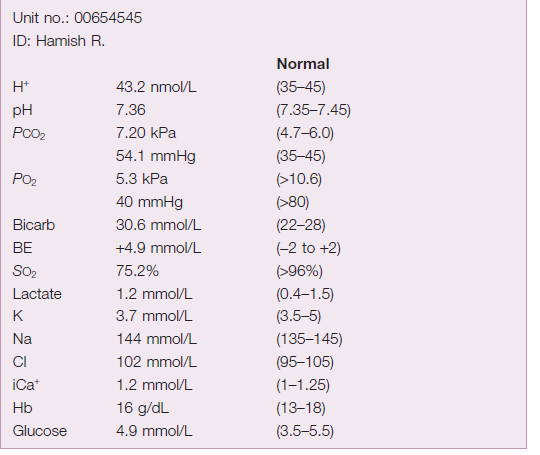 Unit no.: 00654545
ID: Hamish R.
Normal
H⁺ 43.2 nmol/L (35–45)
pH 7.36 (7.35–7.45)
PCO₂ 7.20 kPa (4.7–6.0)
54.1 mmHg (35–45)
PO₂ 5.3 kPa (>10.6)
40 mmHg (>80)
Bicarb 30.6 mmol/L (22–28)
BE +4.9 mmol/L (–2 to +2)
SO₂ 75.2% (>96%)
Lactate 1.2 mmol/L (0.4–1.5)
K 3.7 mmol/L (3.5–5)
Na 144 mmol/L (135–145)
Cl 102 mmol/L (95–105)
iCa⁺ 1.2 mmol/L (1–1.25)
Hb 16 g/dL (13–18)
Glucose 4.9 mmol/L (3.5–5.5)